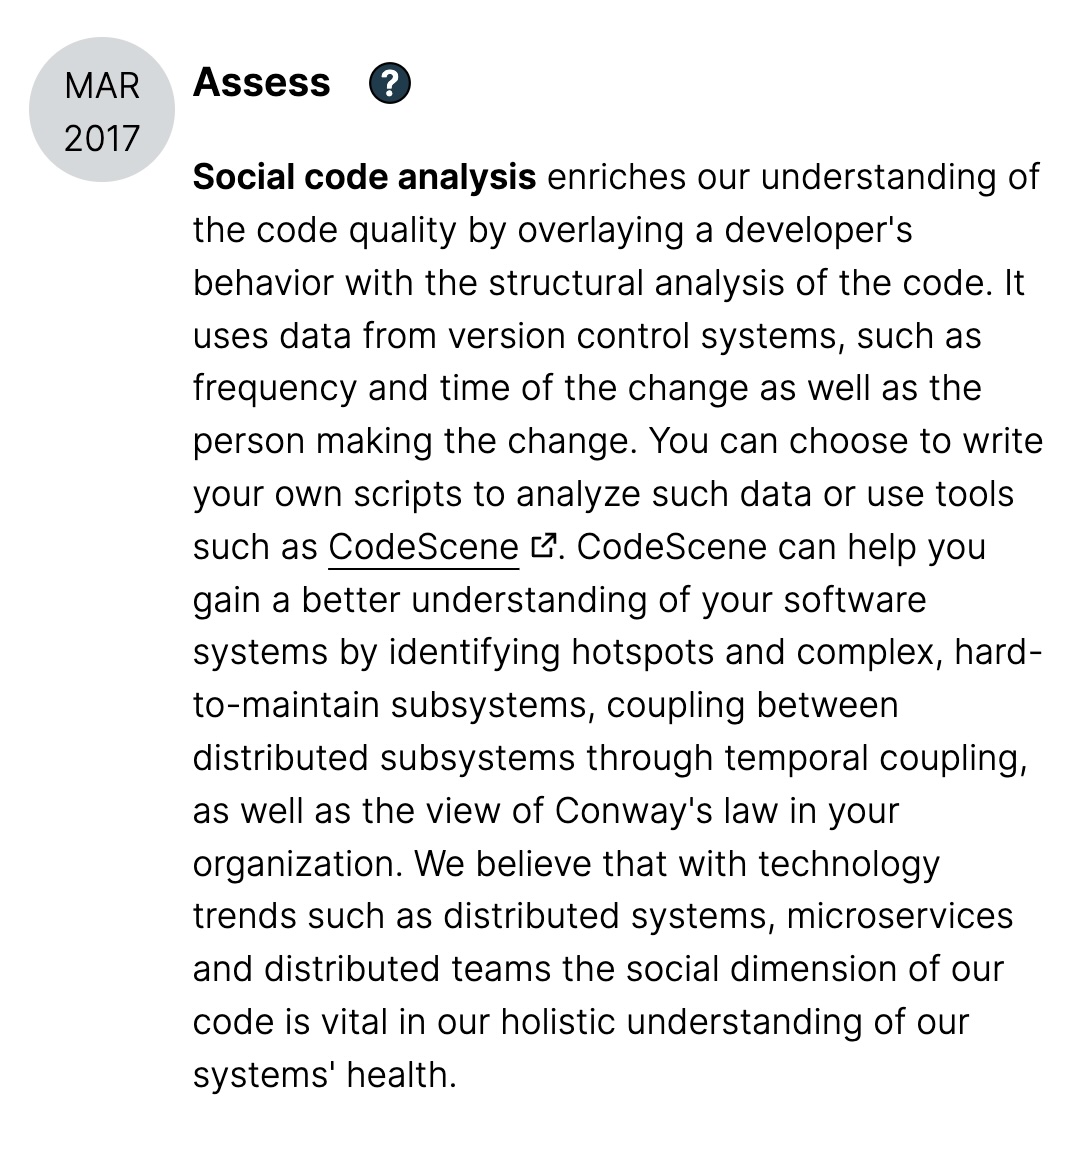 MAR
2017
Assess ?
Social code analysis enriches our understanding of
the code quality by overlaying a developer's
behavior with the structural analysis of the code. It
uses data from version control systems, such as
frequency and time of the change as well as the
person making the change. You can choose to write
your own scripts to analyze such data or use tools
such as CodeScene. CodeScene can help you
gain a better understanding of your software
systems by identifying hotspots and complex, hard-
to-maintain subsystems, coupling between
distributed subsystems through temporal coupling,
as well as the view of Conway's law in your
organization. We believe that with technology
trends such as distributed systems, microservices
and distributed teams the social dimension of our
code is vital in our holistic understanding of our
systems' health.